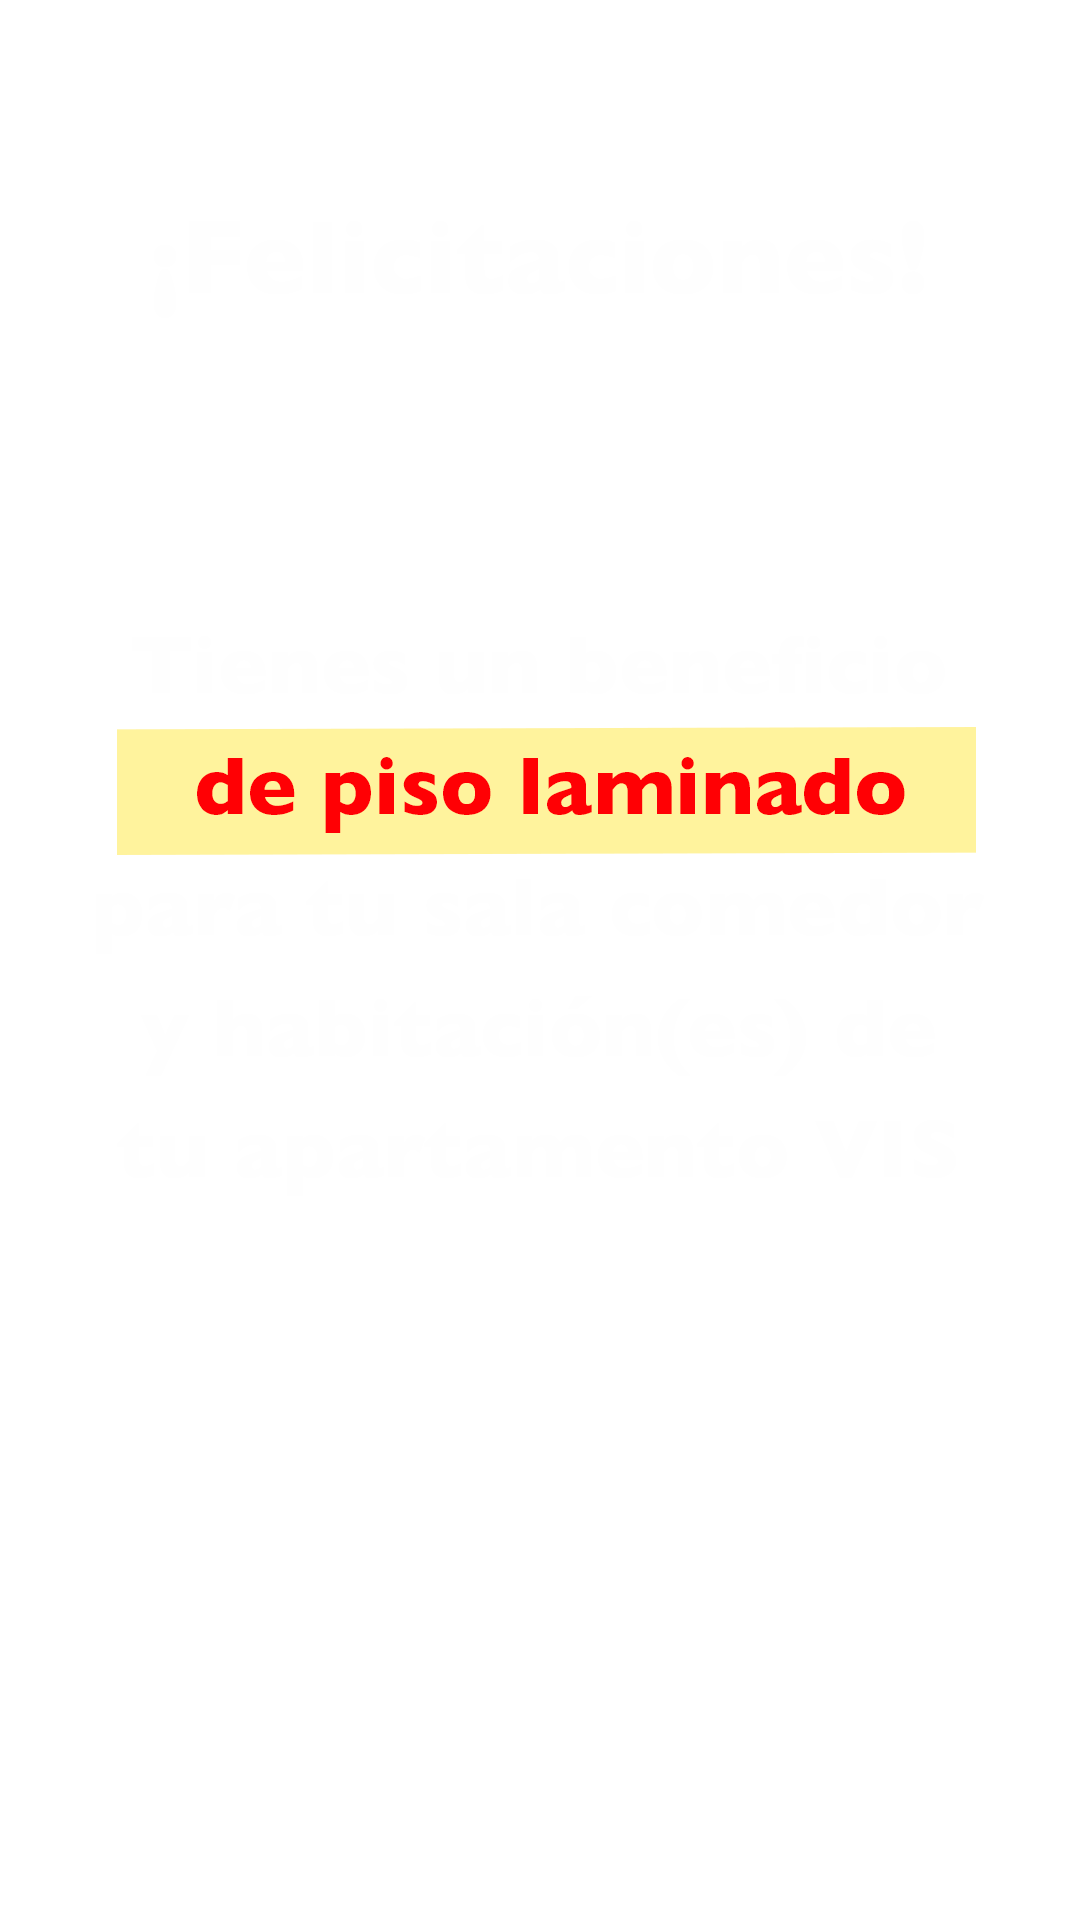 ¡Felicitaciones!
Tienes un beneficio
de piso laminado
para tu sala comedor
y habitación(es) de
tu apartamento VIS